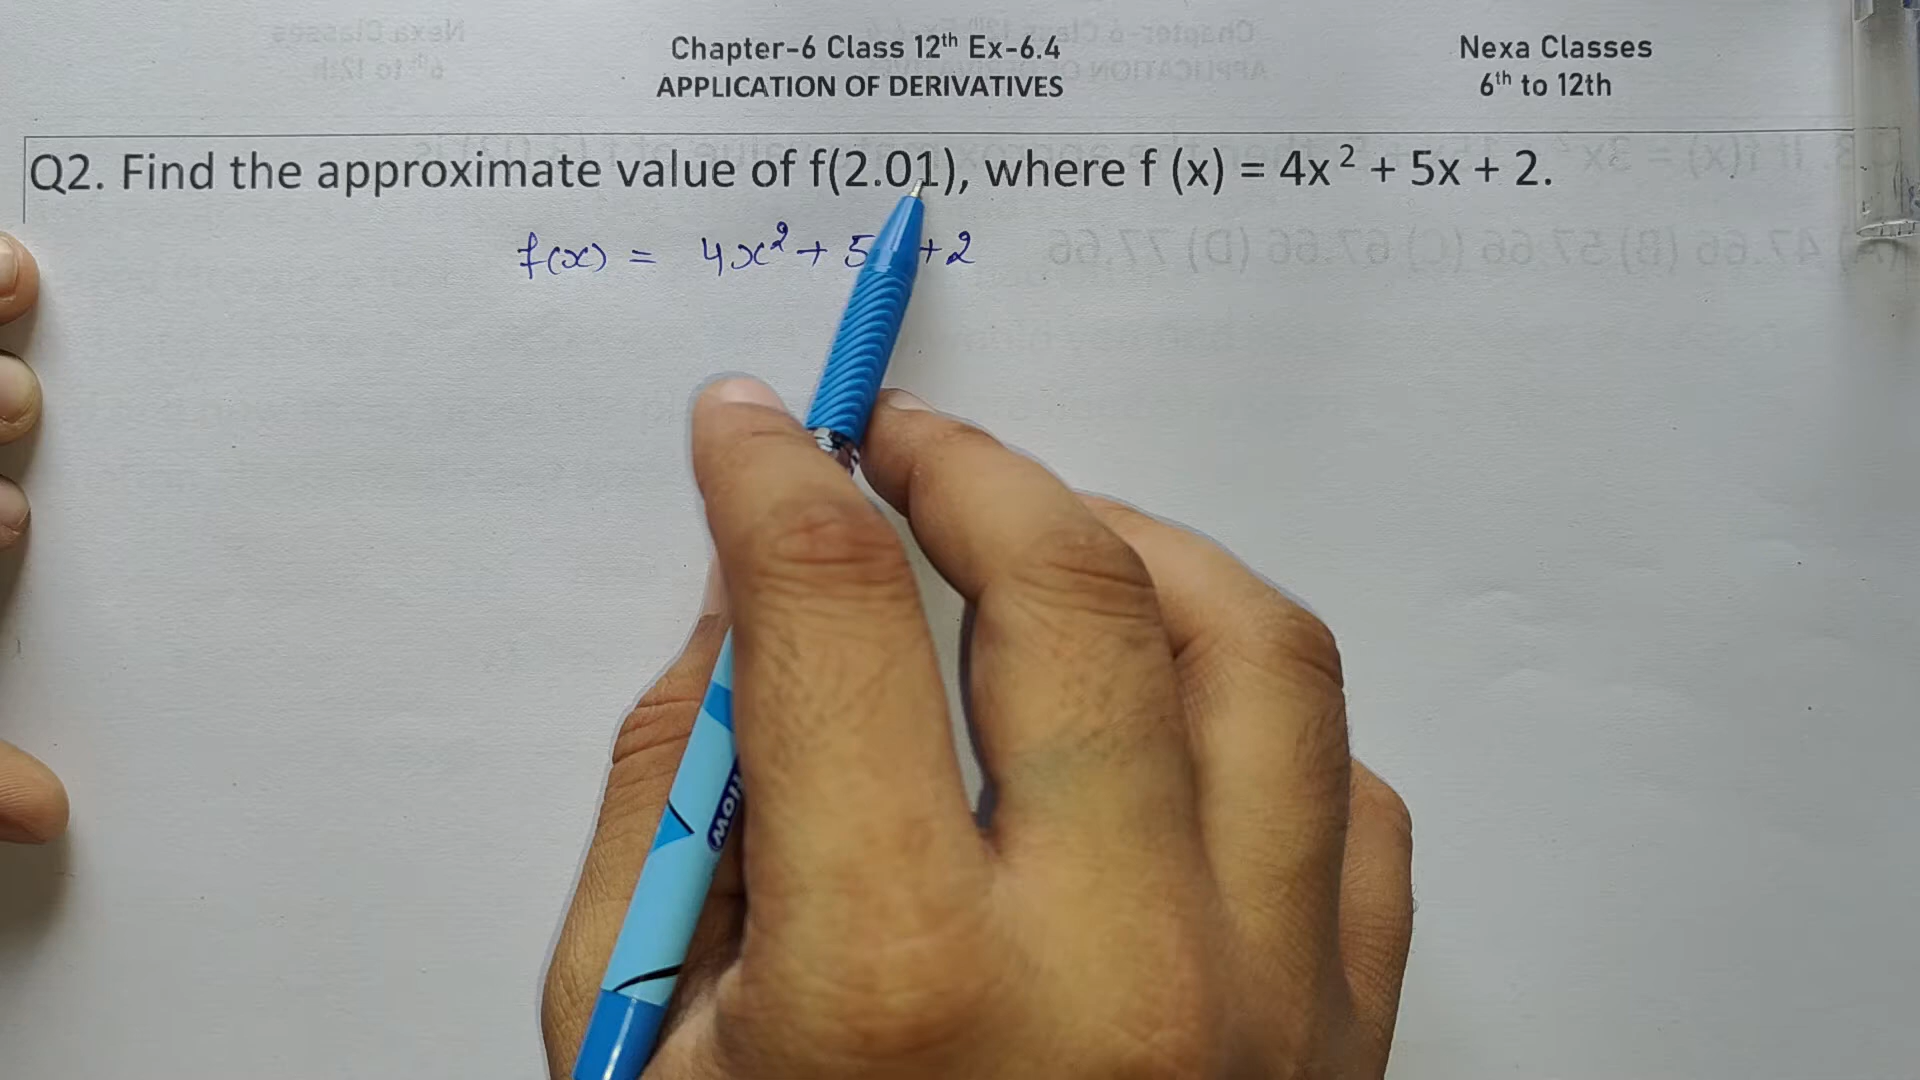 Chapter-6 Class 12th Ex-6.4
APPLICATION OF DERIVATIVES
Nexa Classes
6th to 12th
Q2. Find the approximate value of f(2.01), where f (x) = 4x² + 5x + 2.
f(x) = 4x² + 5 +2